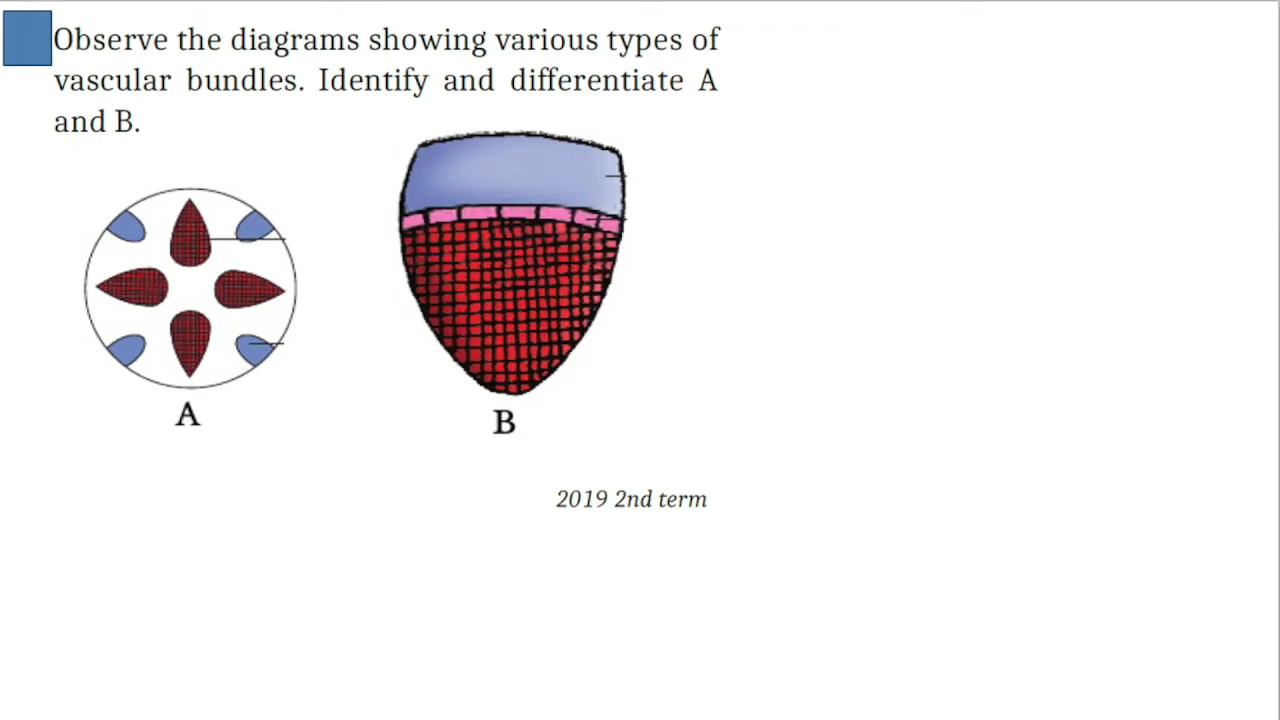 Observe the diagrams showing various types of
vascular bundles. Identify and differentiate A
and B.
A
B
2019 2nd term